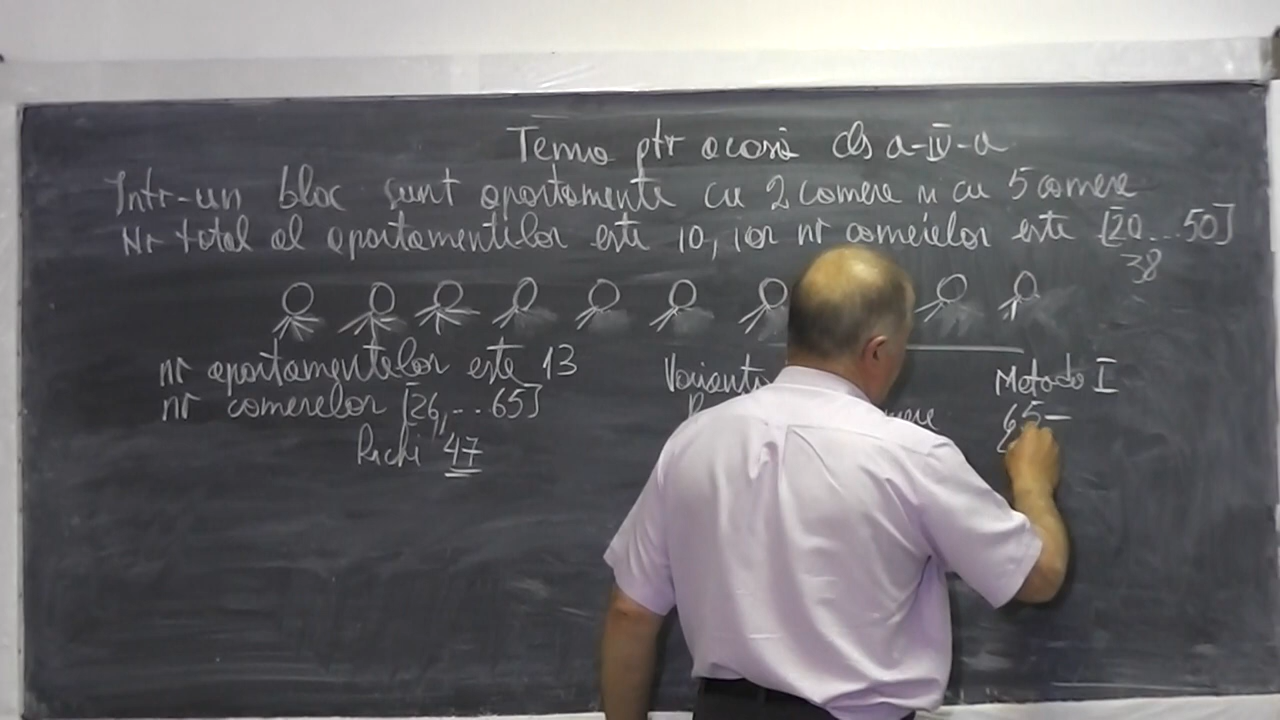 Tema ptr acasă cls a-IV-a
Intr-un bloc sunt apartamente cu 2 camere și cu 5 camere
Nr total al apartamentelor este 10, iar nr camerelor este [20...50]
38
nr apartamentelor este 13
nr camerelor [26,...65]
Richi 47
Varianta
Metoda I
65-